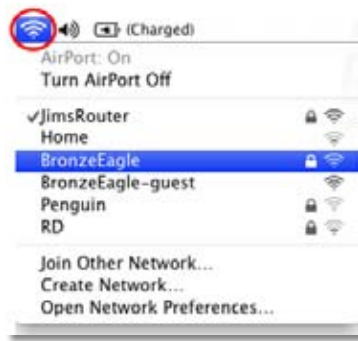 (Charged)
AirPort: On
Turn AirPort Off
✓JimsRouter
Home
BronzeEagle
BronzeEagle-guest
Penguin
RD
Join Other Network...
Create Network...
Open Network Preferences...